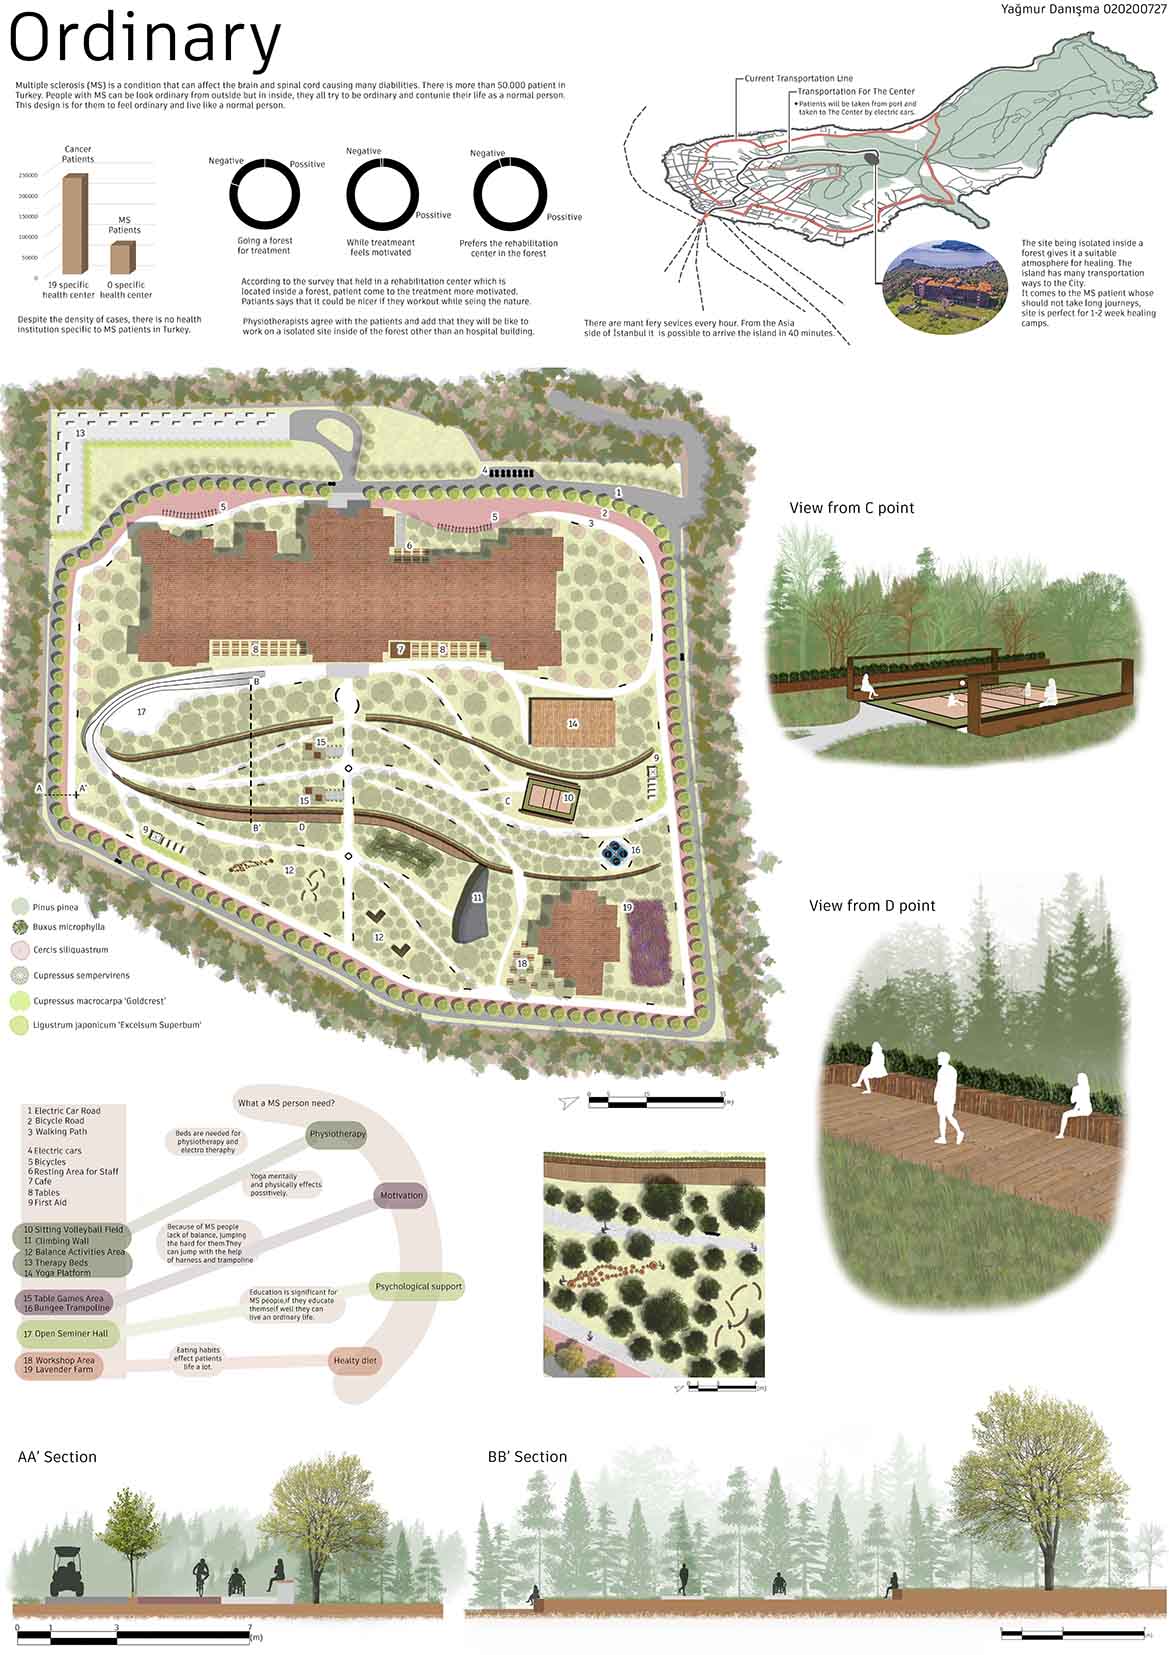 Yağmur Danışma 020200727
Ordinary
Multiple sclerosis (MS) is a condition that can affect the brain and spinal cord causing many diabilities. There is more than 50.000 patient in
Turkey. People with MS can be look ordinary from outside but in inside, they all try to be ordinary and contunie their life as a normal person.
This design is for them to feel ordinary and live like a normal person.
Cancer
Patients
MS
Patients
250000
200000
150000
100000
50000
0
19 specific
health center
0 specific
health center
Despite the density of cases, there is no health
institution specific to MS patients in Turkey.
Negative
Possitive
Going a forest
for treatment
Negative
Possitive
While treatmeant
feels motivated
Negative
Possitive
Prefers the rehabilitation
center in the forest
According to the survey that held in a rehabilitation center which is
located inside a forest, patient come to the treatment more motivated.
Patiants says that it could be nicer if they workout while seing the nature.
Physiotherapists agree with the patients and add that they will be like to
work on a isolated site inside of the forest other than an hospital building.
Current Transportation Line
Transportation For The Center
Patients will be taken from port and
taken to The Center by electric cars.
There are mant fery sevices every hour. From the Asia
side of İstanbul it is possible to arrive the island in 40 minutes.
The site being isolated inside a
forest gives it a suitable
atmosphere for healing. The
island has many transportation
ways to the City.
It comes to the MS patient whose
should not take long journeys,
site is perfect for 1-2 week healing
camps.
13
4
1
5
2
5
3
6
8
7
8
B
17
14
15
9
A
A'
15
C
10
B'
D
9
16
12
11
19
12
18
View from C point
View from D point
Pinus pinea
Buxus microphylla
Cercis siliquastrum
Cupressus sempervirens
Cupressus macrocarpa 'Goldcrest'
Ligustrum japonicum 'Excelsum Superbum'
1 Electric Car Road
2 Bicycle Road
3 Walking Path
4 Electric cars
5 Bicycles
6 Resting Area for Staff
7 Cafe
8 Tables
9 First Aid
10 Sitting Volleyball Field
11 Climbing Wall
12 Balance Activities Area
13 Therapy Beds
14 Yoga Platform
15 Table Games Area
16 Bungee Trampoline
17 Open Seminer Hall
18 Workshop Area
19 Lavender Farm
What a MS person need?
Beds are needed for
physiotherapy and
electro theraphy
Physiotherapy
Yoga mentally
and physically effects
possitively.
Motivation
Because of MS people
lack of balance, jumping
the hard for them.They
can jump with the help
of harness and trampoline
Education is significant for
MS people,if they educate
themself well they can
live an ordinary life.
Psychological support
Eating habits
effect patients
life a lot.
Healty diet
(m)
(m)
AA' Section
0
1
3
7
(m)
BB' Section